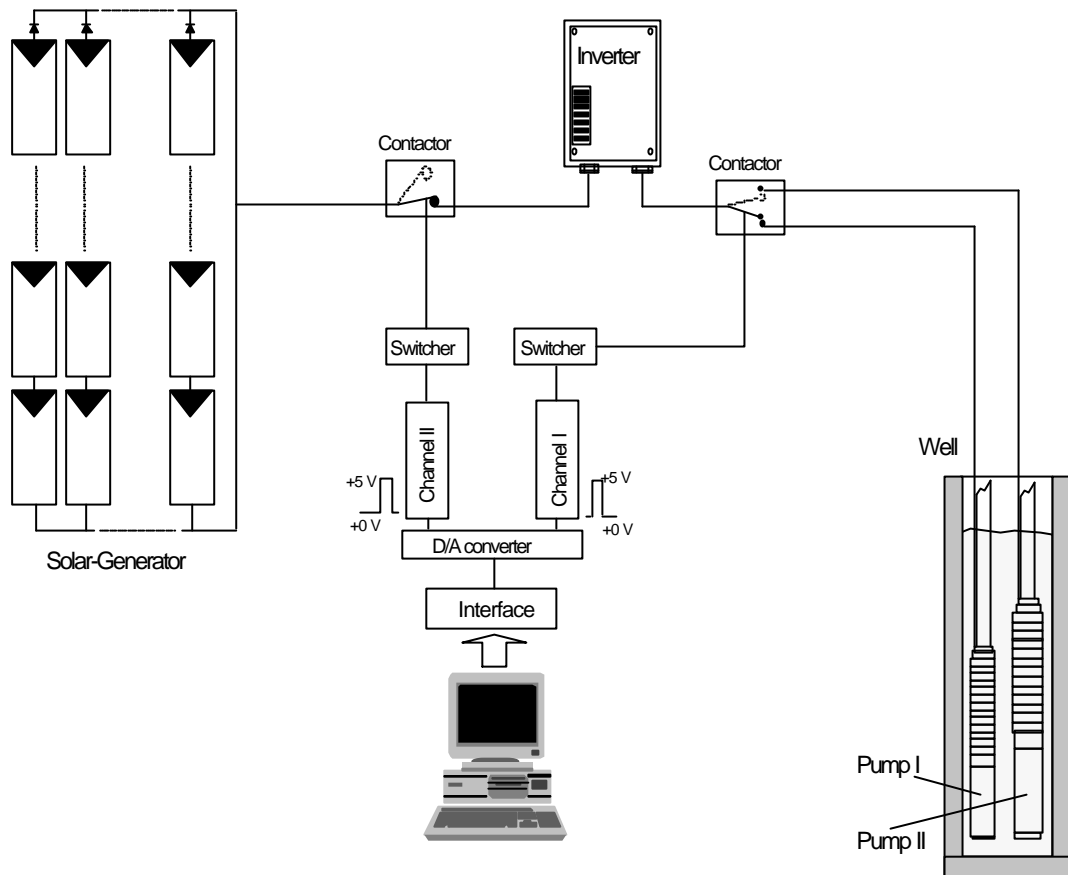 Inverter
Contactor
Contactor
Switcher
Switcher
Channel II
Channel I
Well
+5 V
+5 V
+0 V
+0 V
D/A converter
Solar-Generator
Interface
Pump I
Pump II